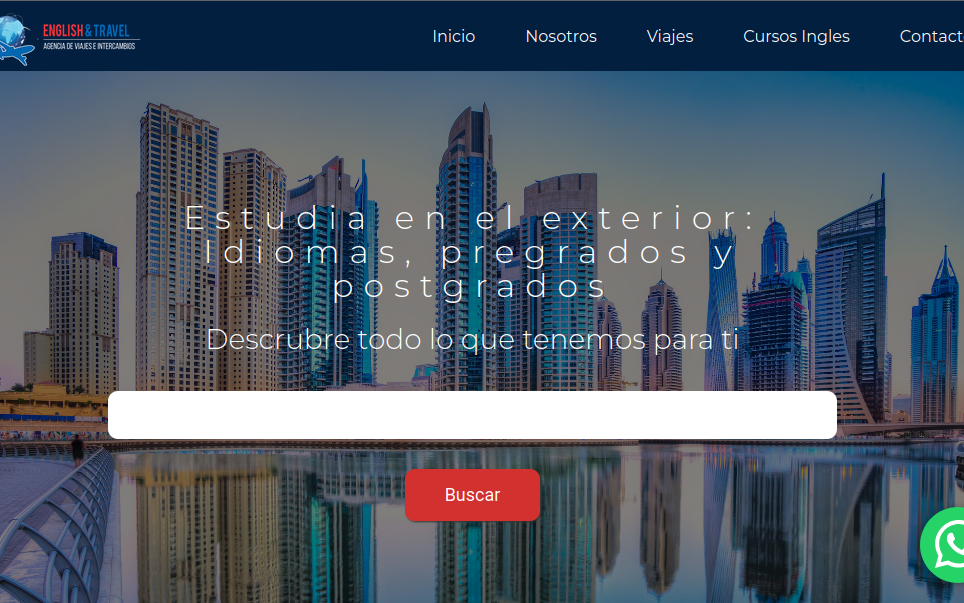 ENGLISH & TRAVEL
AGENCIA DE VIAJES E INTERCAMBIOS
Inicio Nosotros Viajes Cursos Ingles Contact
Estudia en el exterior:
Idiomas, pregrados y
postgrados
Descrubre todo lo que tenemos para ti
Buscar